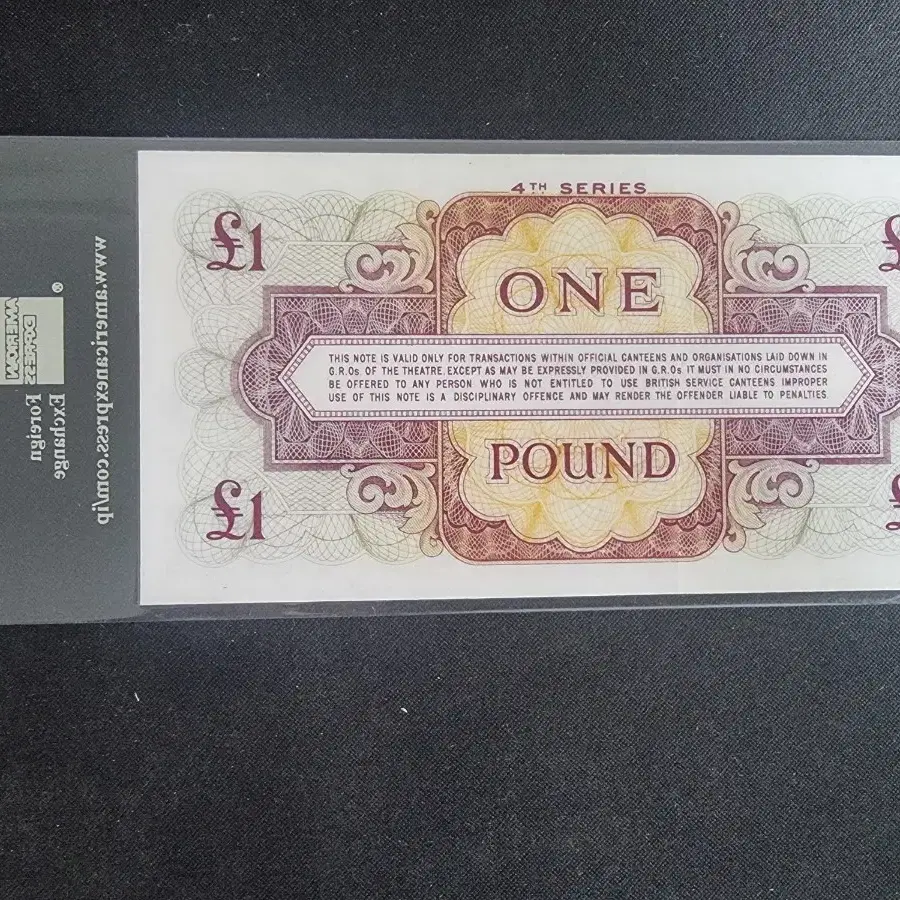 4TH SERIES
£1
ONE
THIS NOTE IS VALID ONLY FOR TRANSACTIONS WITHIN OFFICIAL CANTEENS AND ORGANISATIONS LAID DOWN IN
G.R.Os. OF THE THEATRE, EXCEPT AS MAY BE EXPRESSLY PROVIDED IN G.R.Os. IT MUST IN NO CIRCUMSTANCES
BE OFFERED TO ANY PERSON WHO IS NOT ENTITLED TO USE BRITISH SERVICE CANTEENS IMPROPER
USE OF THIS NOTE IS A DISCIPLINARY OFFENCE AND MAY RENDER THE OFFENDER LIABLE TO PENALTIES.
POUND
£1
£
£
www.americanexpress.com/jp
AMERICAN
EXPRESS
®
Foreign
Exchange